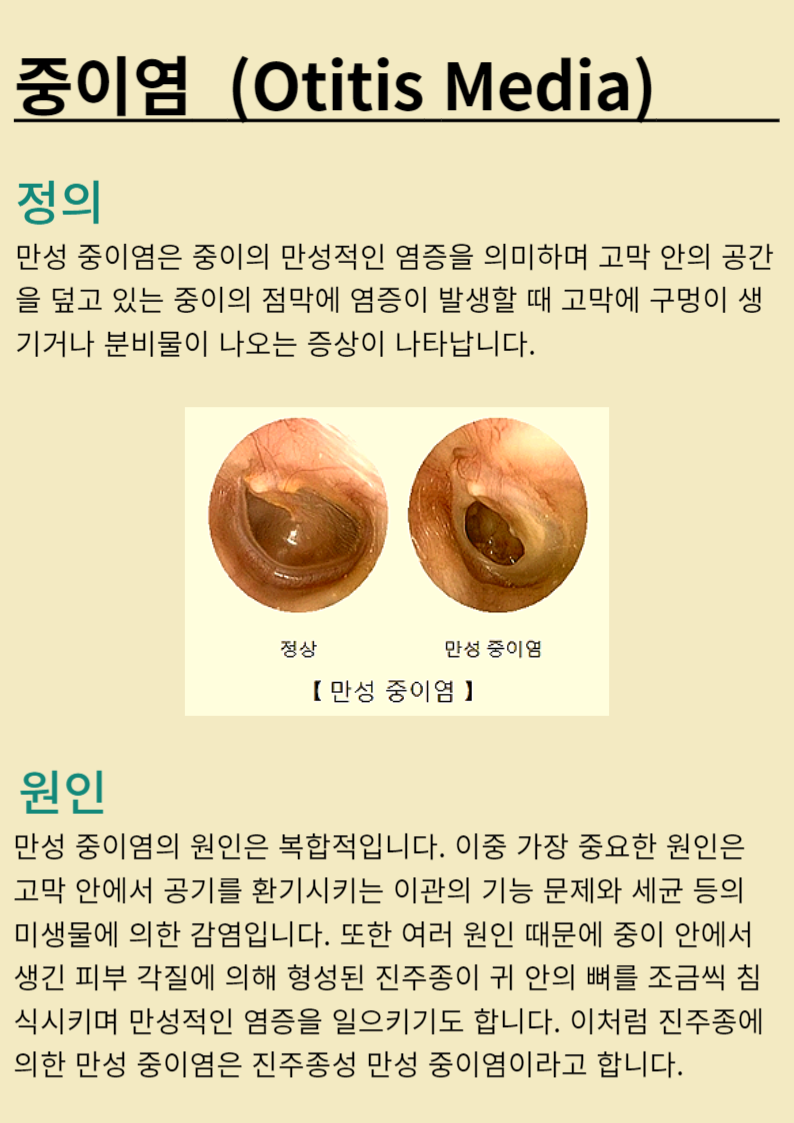 중이염 (Otitis Media)
정의
만성 중이염은 중이의 만성적인 염증을 의미하며 고막 안의 공간
을 덮고 있는 중이의 점막에 염증이 발생할 때 고막에 구멍이 생
기거나 분비물이 나오는 증상이 나타납니다.
정상
만성 중이염
【 만성 중이염 】
원인
만성 중이염의 원인은 복합적입니다. 이중 가장 중요한 원인은
고막 안에서 공기를 환기시키는 이관의 기능 문제와 세균 등의
미생물에 의한 감염입니다. 또한 여러 원인 때문에 중이 안에서
생긴 피부 각질에 의해 형성된 진주종이 귀 안의 뼈를 조금씩 침
식시키며 만성적인 염증을 일으키기도 합니다. 이처럼 진주종에
의한 만성 중이염은 진주종성 만성 중이염이라고 합니다.